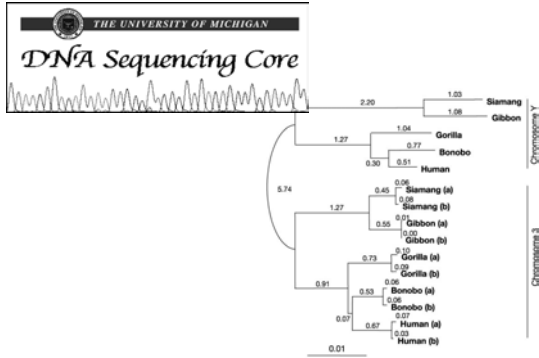 THE UNIVERSITY OF MICHIGAN
DNA Sequencing Core
1.03
Siamang
2.20
1.06
Gibbon
1.04
Gorilla
1.27
0.77
Bonobo
0.30
0.51
Human
Chromosome Y
5.74
0.06
0.45
Siamang (a)
0.08
1.27
Siamang (b)
0.01
0.55
Gibbon (a)
0.00
Gibbon (b)
0.10
Gorilla (a)
0.73
0.09
Gorilla (b)
0.91
0.06
Bonobo (a)
0.53
0.06
Bonobo (b)
0.07
0.07
Human (a)
0.67
0.03
Human (b)
Chromosome 3
0.01